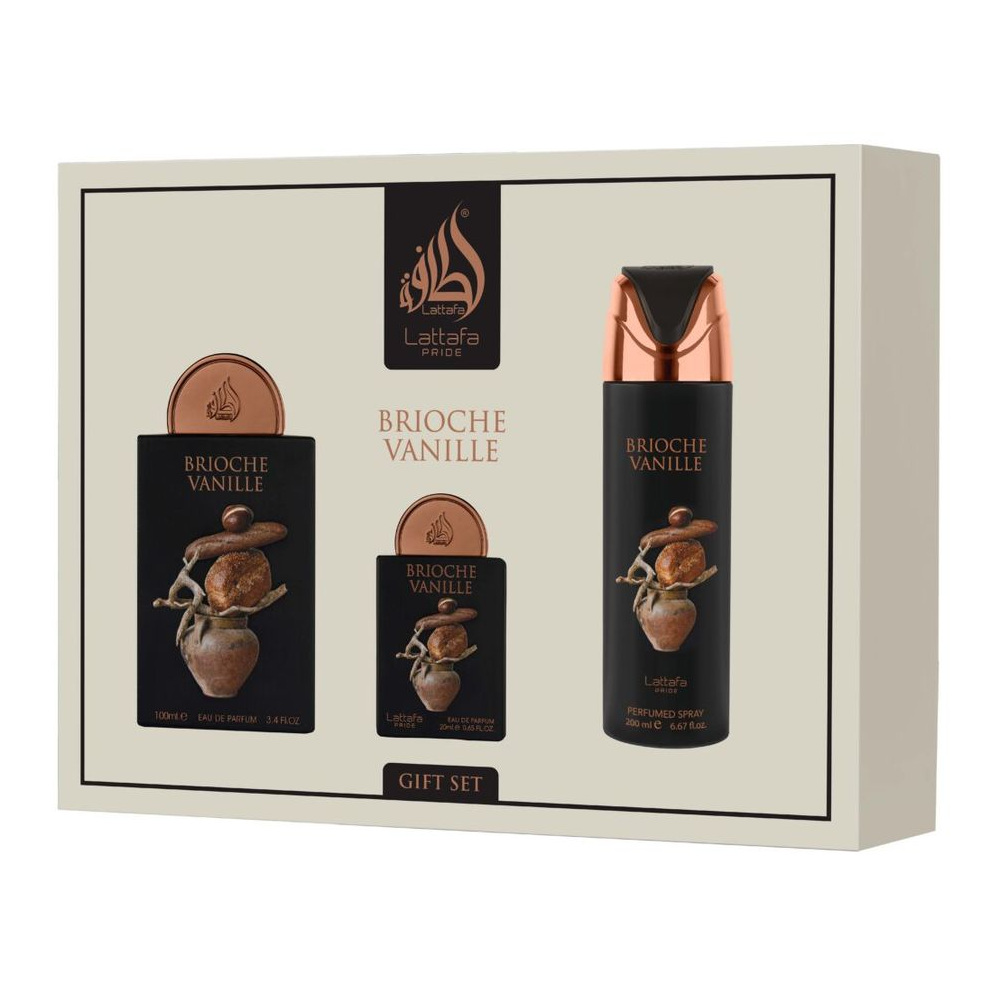 لطافة®
Lattafa
Lattafa
PRIDE
BRIOCHE
VANILLE
BRIOCHE
VANILLE
100ml e EAU DE PARFUM 3.4 FL.OZ
لطافة
BRIOCHE
VANILLE
Lattafa
PRIDE
EAU DE PARFUM
20ml e 0.65 FL.OZ
BRIOCHE
VANILLE
Lattafa
PRIDE
PERFUMED SPRAY
200 ml e 6.67 fl.oz.
GIFT SET